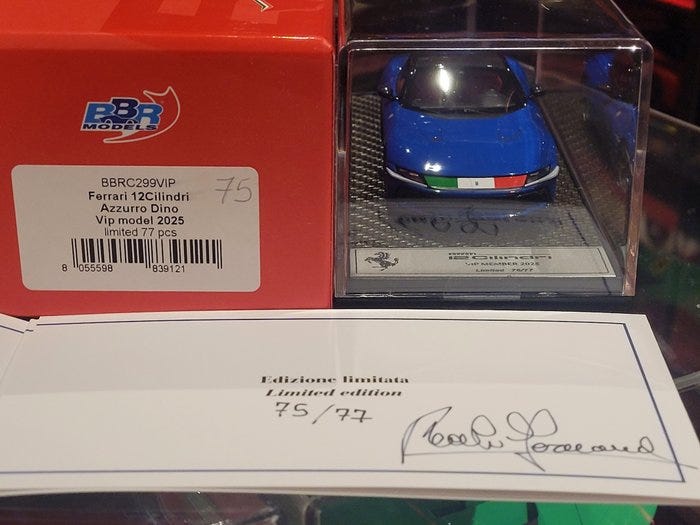 BBR
MODELS
BBRC299VIP
75
Ferrari 12Cilindri
Azzurro Dino
Vip model 2025
limited 77 pcs
8 055598 839121
12Cilindri
VIP MEMBER 2025
Limited 75/77
Edizione limitata
Limited edition
75/77